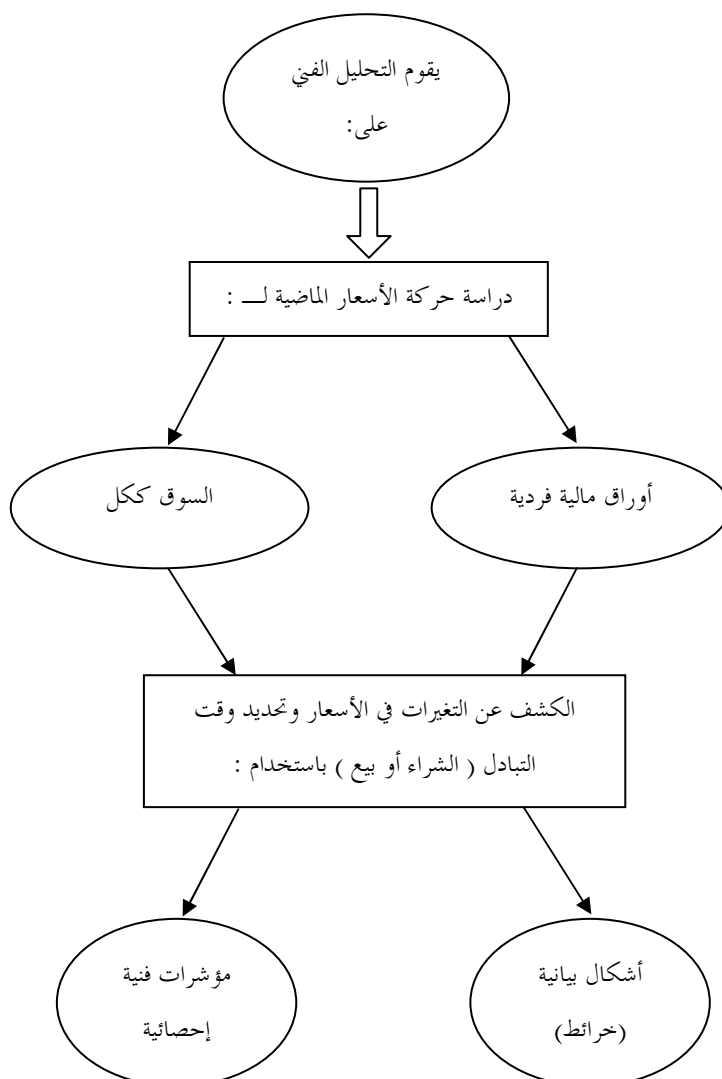 يقوم التحليل الفني
على:
دراسة حركة الأسعار الماضية لـــ :
أوراق مالية فردية
السوق ككل
الكشف عن التغيرات في الأسعار وتحديد وقت
التبادل ( الشراء أو بيع ) باستخدام :
أشكال بيانية
(خرائط)
مؤشرات فنية
إحصائية